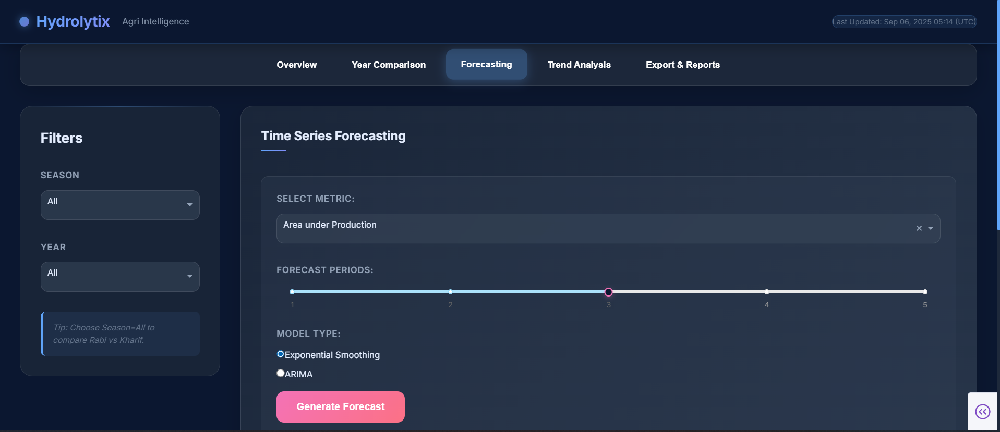 Hydrolytix Agri Intelligence
Last Updated: Sep 06, 2025 05:14 (UTC)
Overview Year Comparison Forecasting Trend Analysis Export & Reports
Filters
SEASON
All
YEAR
All
Tip: Choose Season=All to
compare Rabi vs Kharif.
Time Series Forecasting
SELECT METRIC:
Area under Production
FORECAST PERIODS:
1 2 3 4 5
MODEL TYPE:
Exponential Smoothing
ARIMA
Generate Forecast